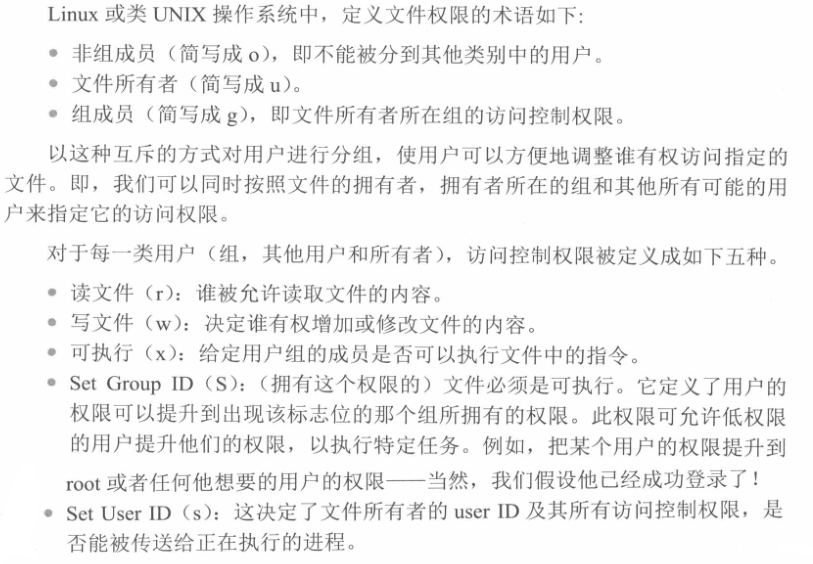 Linux 或类 UNIX 操作系统中，定义文件权限的术语如下:
• 非组成员（简写成 o），即不能被分到其他类别中的用户。
• 文件所有者（简写成 u）。
• 组成员（简写成 g），即文件所有者所在组的访问控制权限。
以这种互斥的方式对用户进行分组，使用户可以方便地调整谁有权访问指定的
文件。即，我们可以同时按照文件的拥有者，拥有者所在的组和其他所有可能的用
户来指定它的访问权限。
对于每一类用户（组，其他用户和所有者），访问控制权限被定义成如下五种。
• 读文件（r）：谁被允许读取文件的内容。
• 写文件（w）：决定谁有权增加或修改文件的内容。
• 可执行（x）：给定用户组的成员是否可以执行文件中的指令。
• Set Group ID（S）：（拥有这个权限的）文件必须是可执行。它定义了用户的
权限可以提升到出现该标志位的那个组所拥有的权限。此权限可允许低权限
的用户提升他们的权限，以执行特定任务。例如，把某个用户的权限提升到
root 或者任何他想要的用户的权限——当然，我们假设他已经成功登录了！
• Set User ID（s）：这决定了文件所有者的 user ID 及其所有访问控制权限，是
否能被传送给正在执行的进程。